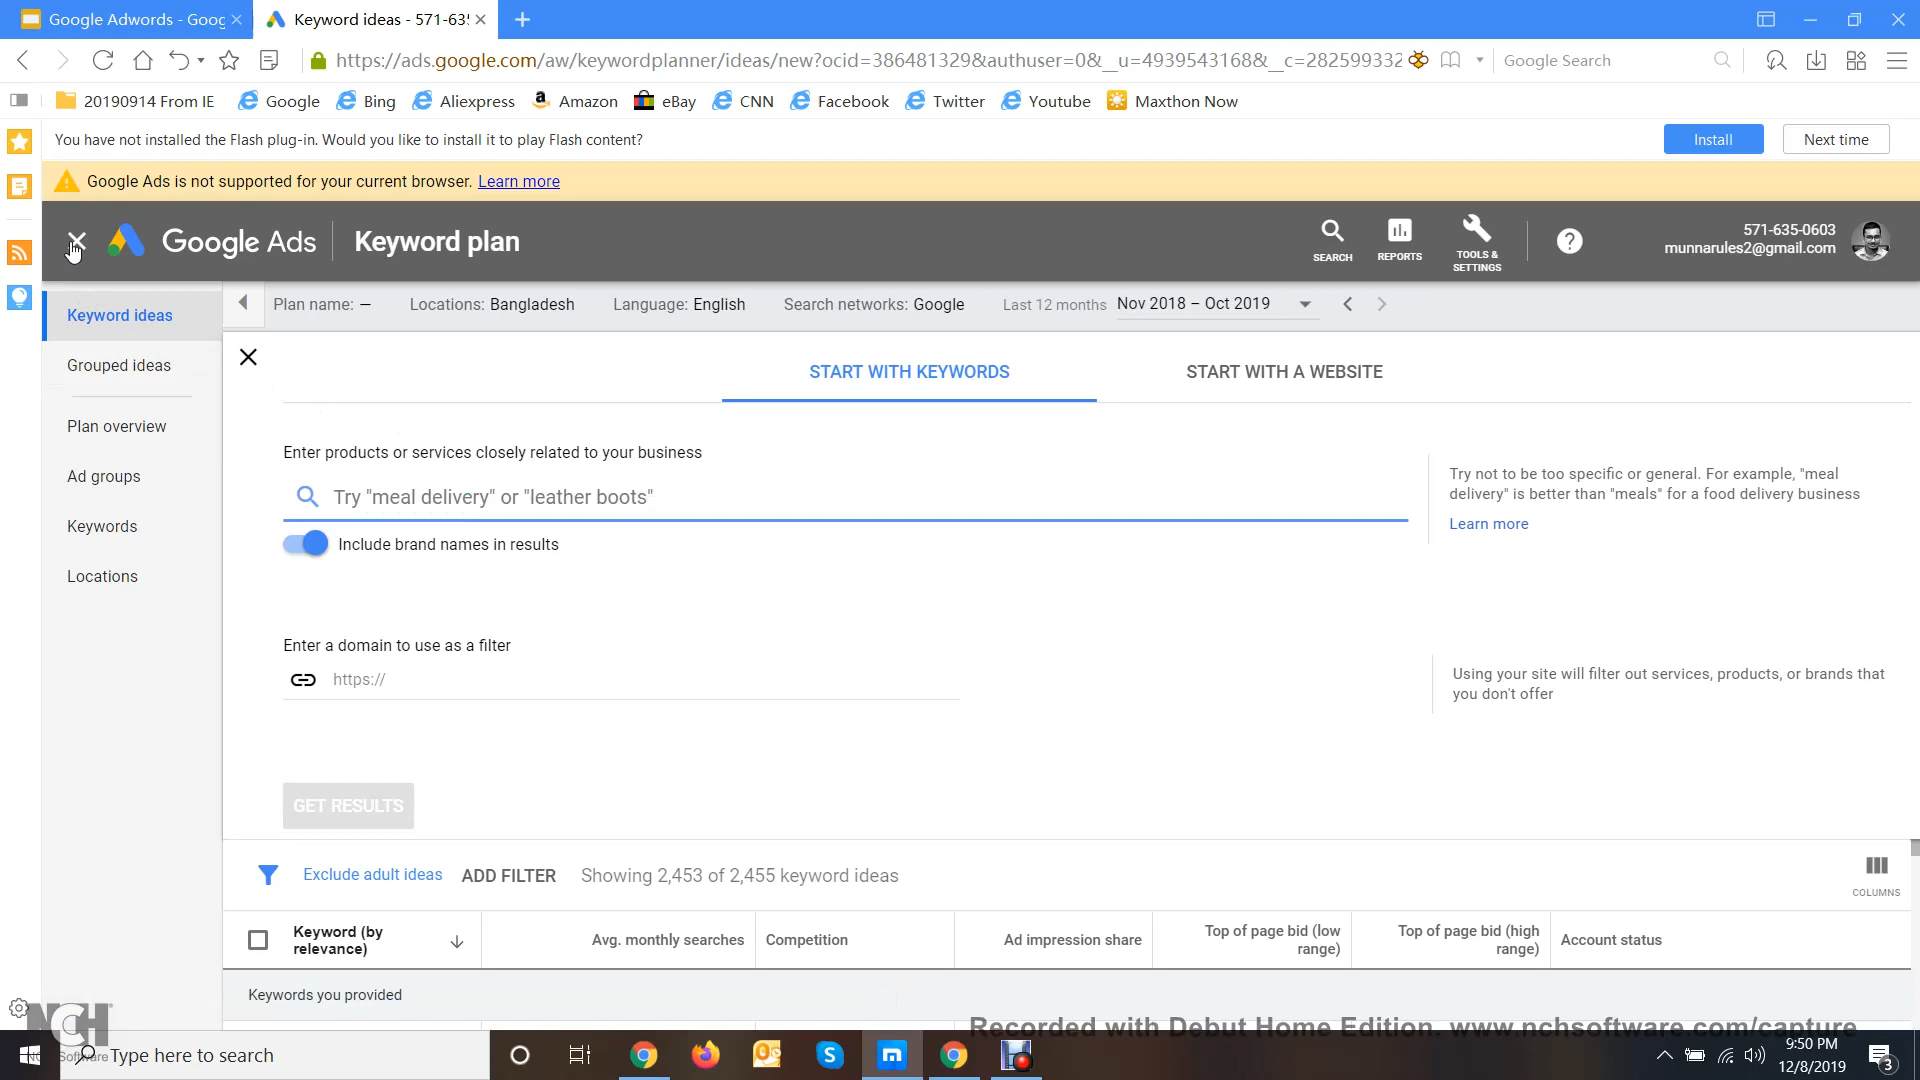 Google Adwords - Goog
Keyword ideas - 571-635
https://ads.google.com/aw/keywordplanner/ideas/new?ocid=386481329&authuser=0&__u=4939543168&__c=282599332
Google Search
20190914 From IE
Google
Bing
Aliexpress
Amazon
eBay
CNN
Facebook
Twitter
Youtube
Maxthon Now
You have not installed the Flash plug-in. Would you like to install it to play Flash content?
Install
Next time
Google Ads is not supported for your current browser. Learn more
Google Ads
Keyword plan
SEARCH
REPORTS
TOOLS &
SETTINGS
571-635-0603
munnarules2@gmail.com
Keyword ideas
Grouped ideas
Plan overview
Ad groups
Keywords
Locations
Plan name: –
Locations: Bangladesh
Language: English
Search networks: Google
Last 12 months
Nov 2018 – Oct 2019
START WITH KEYWORDS
START WITH A WEBSITE
Enter products or services closely related to your business
Try "meal delivery" or "leather boots"
Include brand names in results
Try not to be too specific or general. For example, "meal
delivery" is better than "meals" for a food delivery business
Learn more
Enter a domain to use as a filter
https://
Using your site will filter out services, products, or brands that
you don't offer
GET RESULTS
Exclude adult ideas
ADD FILTER
Showing 2,453 of 2,455 keyword ideas
COLUMNS
Keyword (by
relevance)
Avg. monthly searches
Competition
Ad impression share
Top of page bid (low
range)
Top of page bid (high
range)
Account status
Keywords you provided
NCH
Software
Recorded with Debut Home Edition. www.nchsoftware.com/capture
Type here to search
9:50 PM
12/8/2019
3